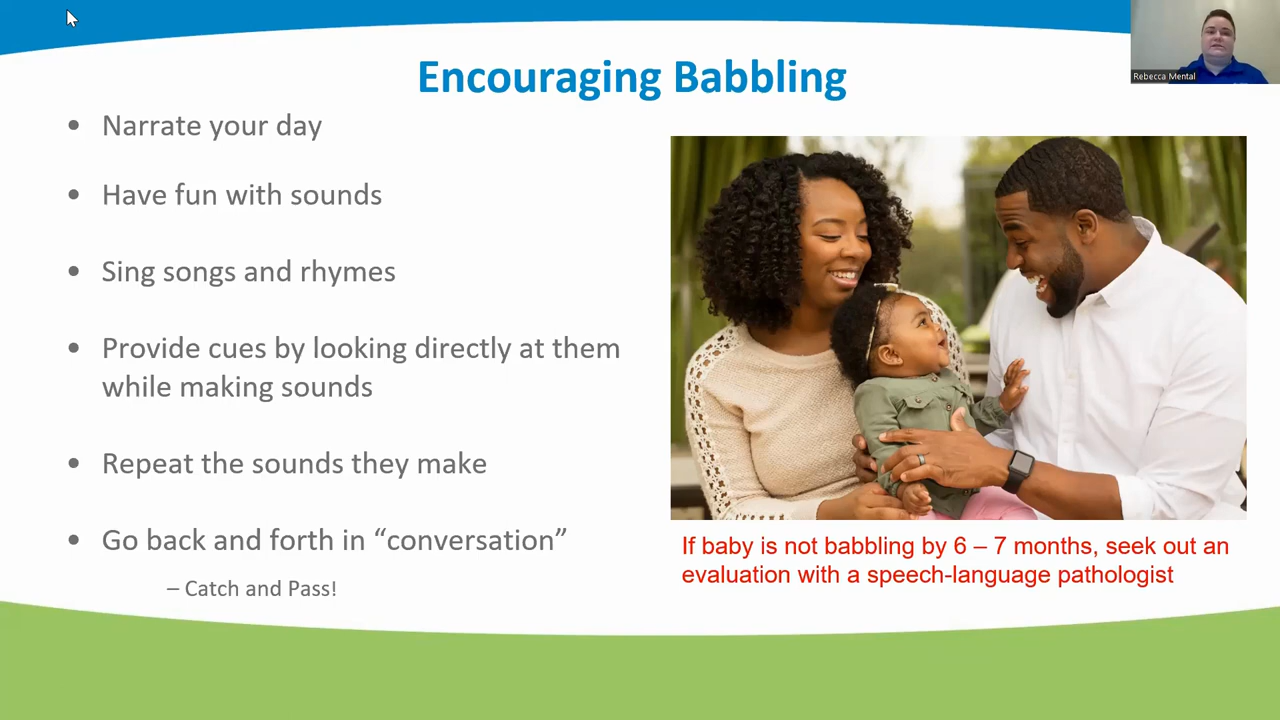 Encouraging Babbling
Rebecca Mental
• Narrate your day
• Have fun with sounds
• Sing songs and rhymes
• Provide cues by looking directly at them
while making sounds
• Repeat the sounds they make
• Go back and forth in “conversation”
– Catch and Pass!
If baby is not babbling by 6 – 7 months, seek out an
evaluation with a speech-language pathologist